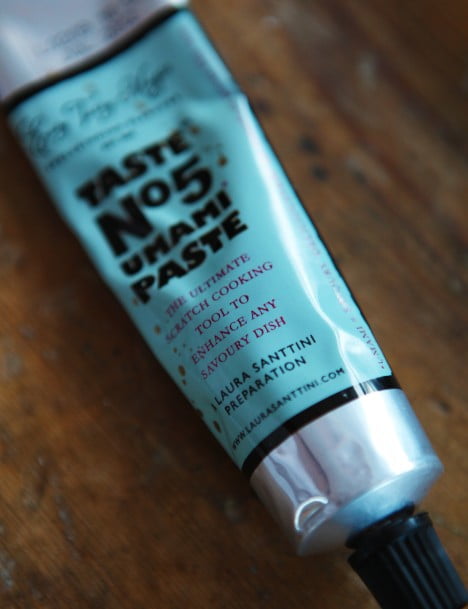 TASTE
No5
UMAMI
PASTE
THE ULTIMATE
SCRATCH COOKING
TOOL TO
ENHANCE ANY
SAVOURY DISH
A LAURA SANTTINI
PREPARATION
WWW.LAURASANTTINI.COM